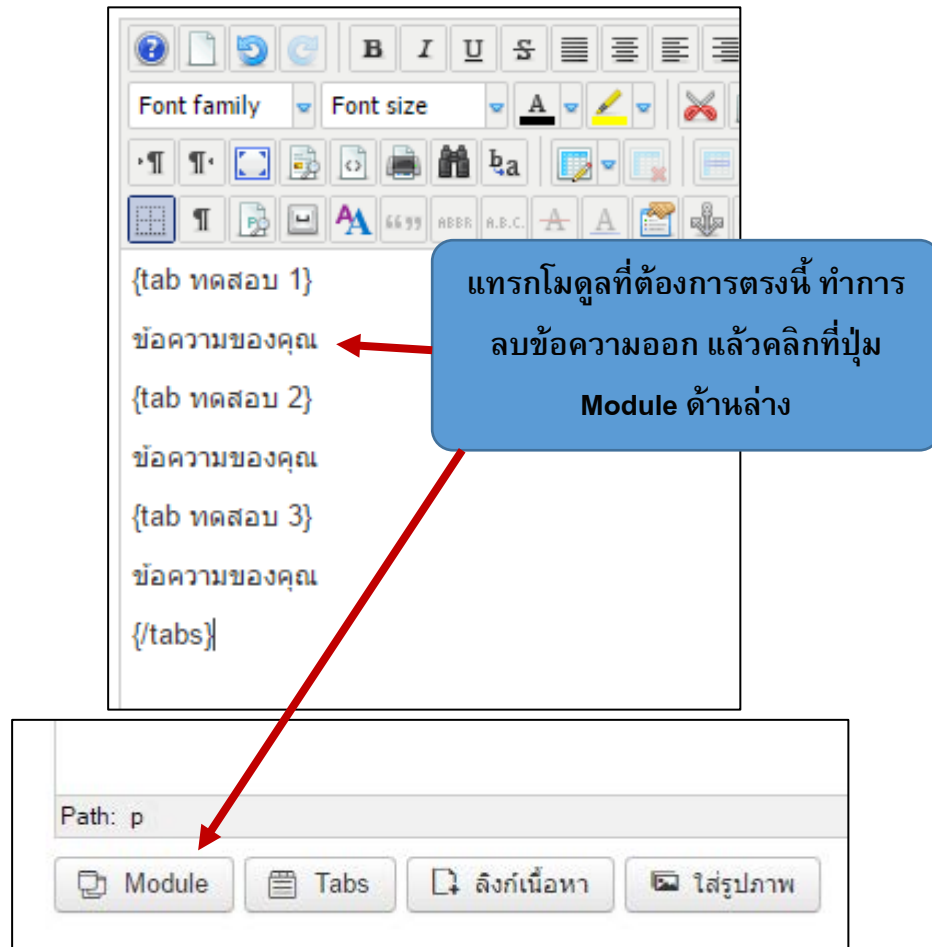 B I U S
Font family Font size A
b a
66 99 ABBR A.B.C. A A
{tab ทดสอบ 1}
ข้อความของคุณ
{tab ทดสอบ 2}
ข้อความของคุณ
{tab ทดสอบ 3}
ข้อความของคุณ
{/tabs}
แทรกโมดูลที่ต้องการตรงนี้ ทำการ
ลบข้อความออก แล้วคลิกที่ปุ่ม
Module ด้านล่าง
Path: p
Module Tabs ลิงก์เนื้อหา ใส่รูปภาพ